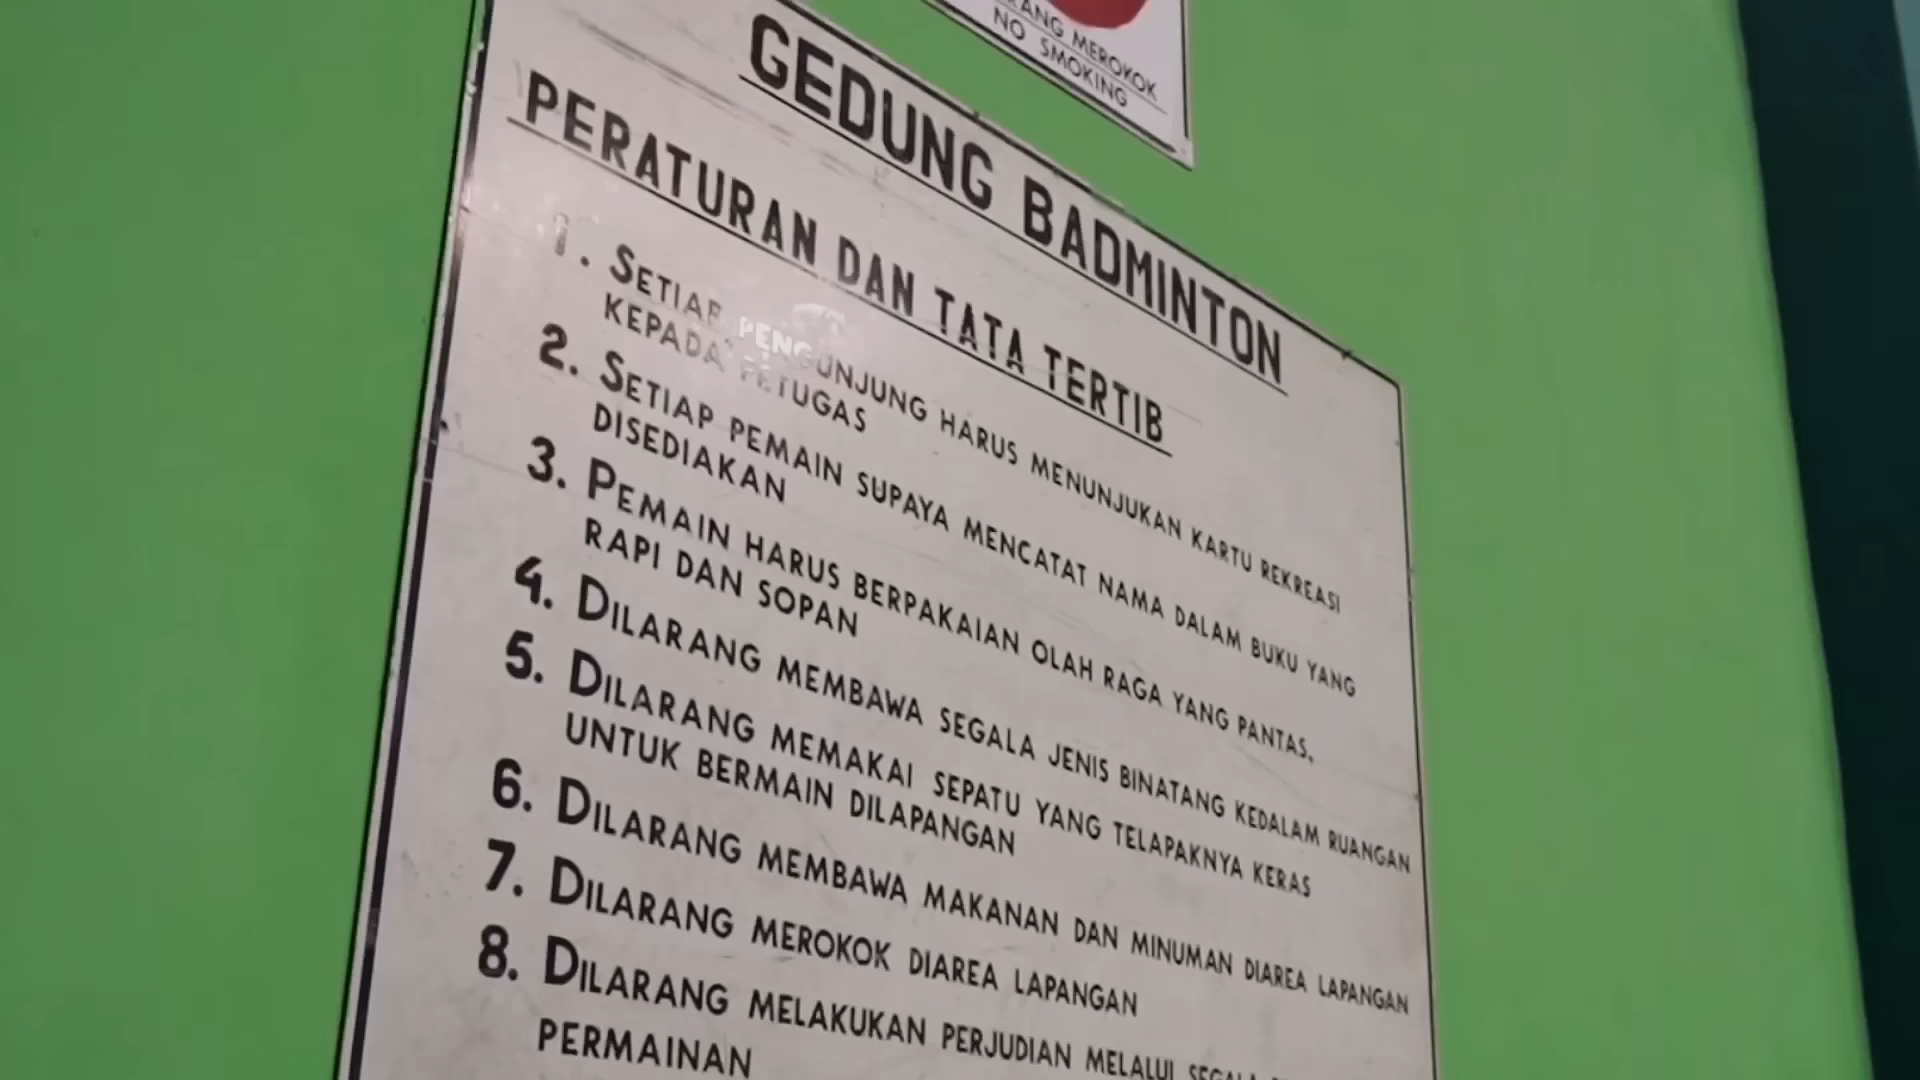 MEROKOK
NO SMOKING
GEDUNG BADMINTON
PERATURAN DAN TATA TERTIB
1. SETIAP PENGUNJUNG HARUS MENUNJUKAN KARTU REKREASI
KEPADA PETUGAS
2. SETIAP PEMAIN SUPAYA MENCATAT NAMA DALAM BUKU YANG
DISEDIAKAN
3. PEMAIN HARUS BERPAKAIAN OLAH RAGA YANG PANTAS,
RAPI DAN SOPAN
4. DILARANG MEMBAWA SEGALA JENIS BINATANG KEDALAM RUANGAN
5. DILARANG MEMAKAI SEPATU YANG TELAPAKNYA KERAS
UNTUK BERMAIN DILAPANGAN
6. DILARANG MEMBAWA MAKANAN DAN MINUMAN DIAREA LAPANGAN
7. DILARANG MEROKOK DIAREA LAPANGAN
8. DILARANG MELAKUKAN PERJUDIAN MELALUI SEGALA
PERMAINAN